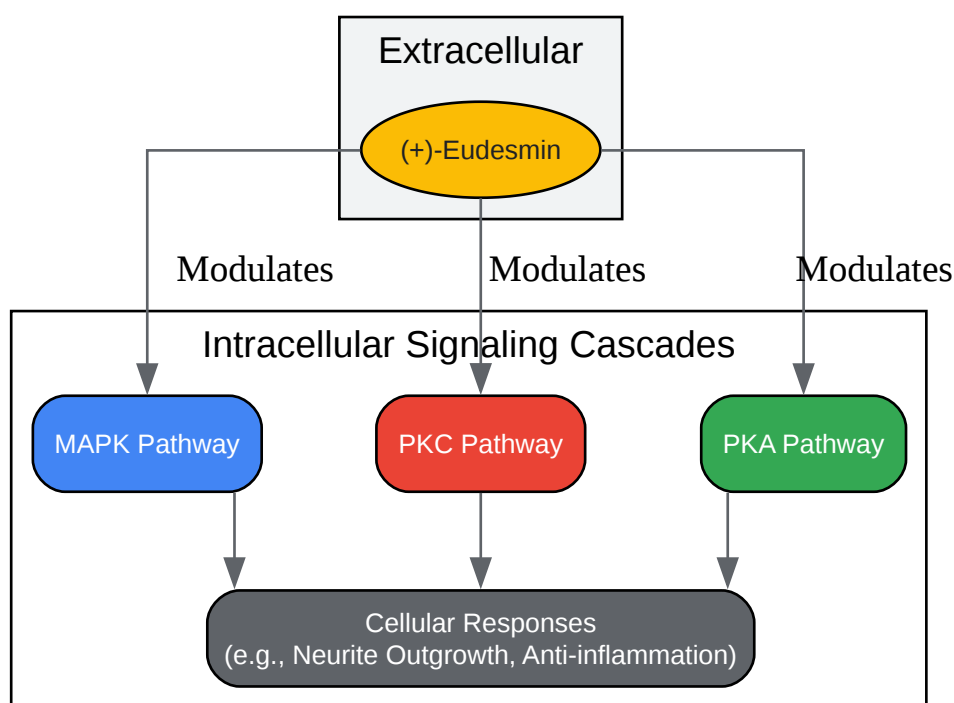 Extracellular
(+)-Eudesmin
Modulates
Modulates
Modulates
Intracellular Signaling Cascades
MAPK Pathway
PKC Pathway
PKA Pathway
Cellular Responses
(e.g., Neurite Outgrowth, Anti-inflammation)